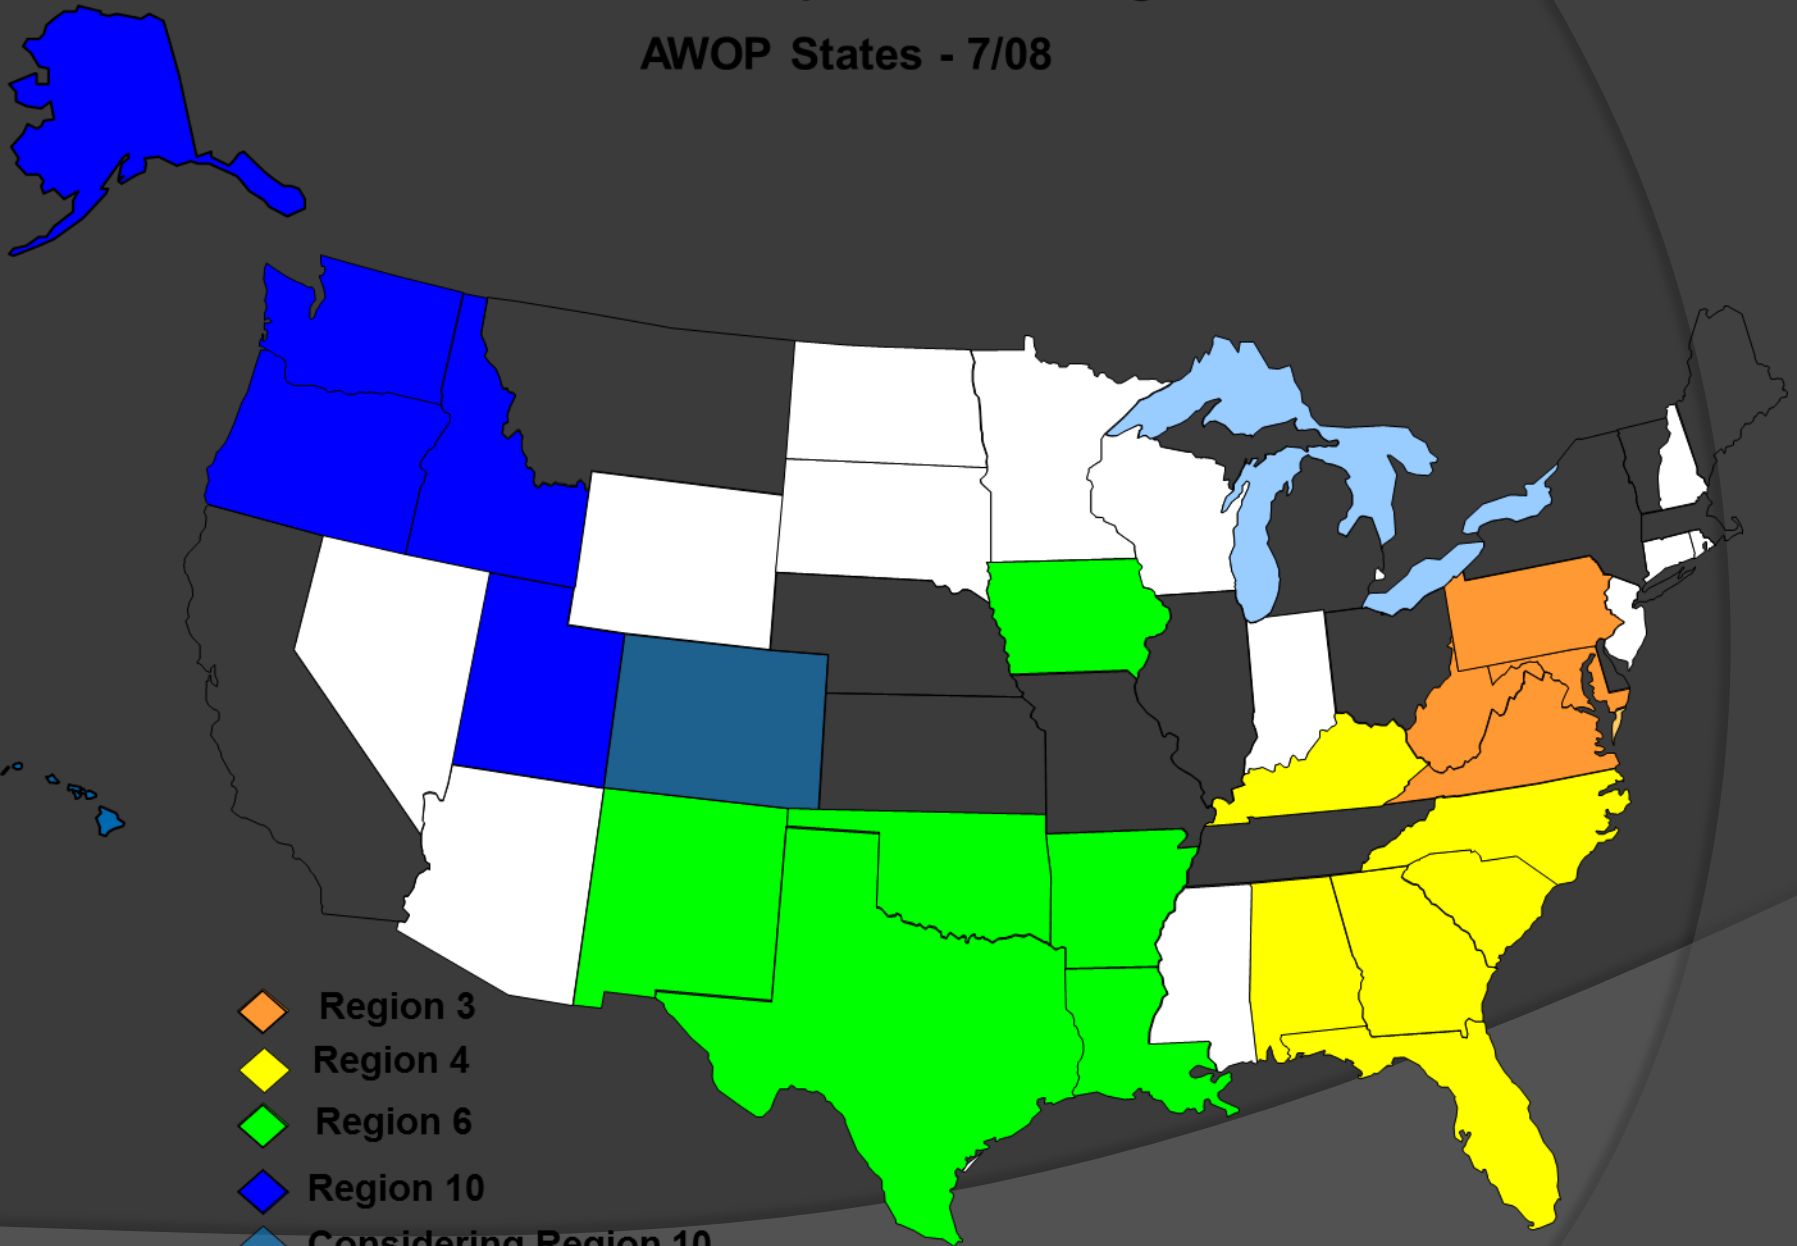 AWOP States - 7/08
Region 3
Region 4
Region 6
Region 10
Considering Region 10